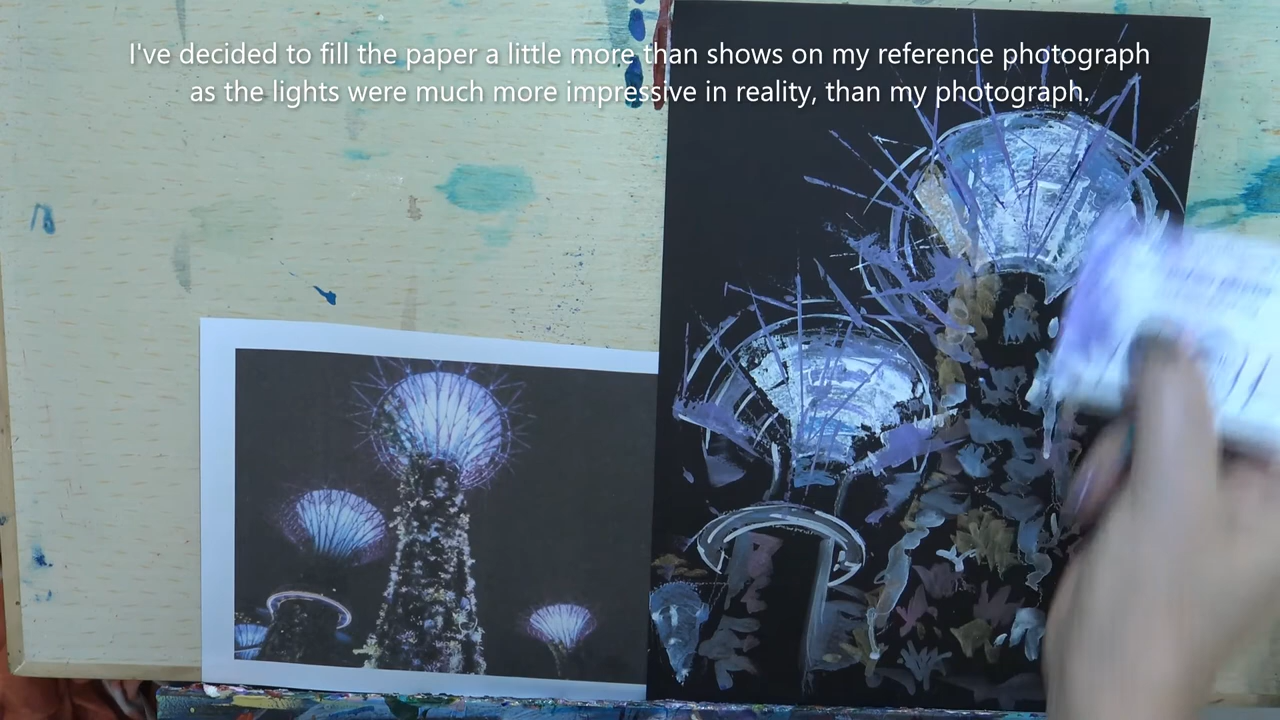 I've decided to fill the paper a little more than shows on my reference photograph
as the lights were much more impressive in reality, than my photograph.